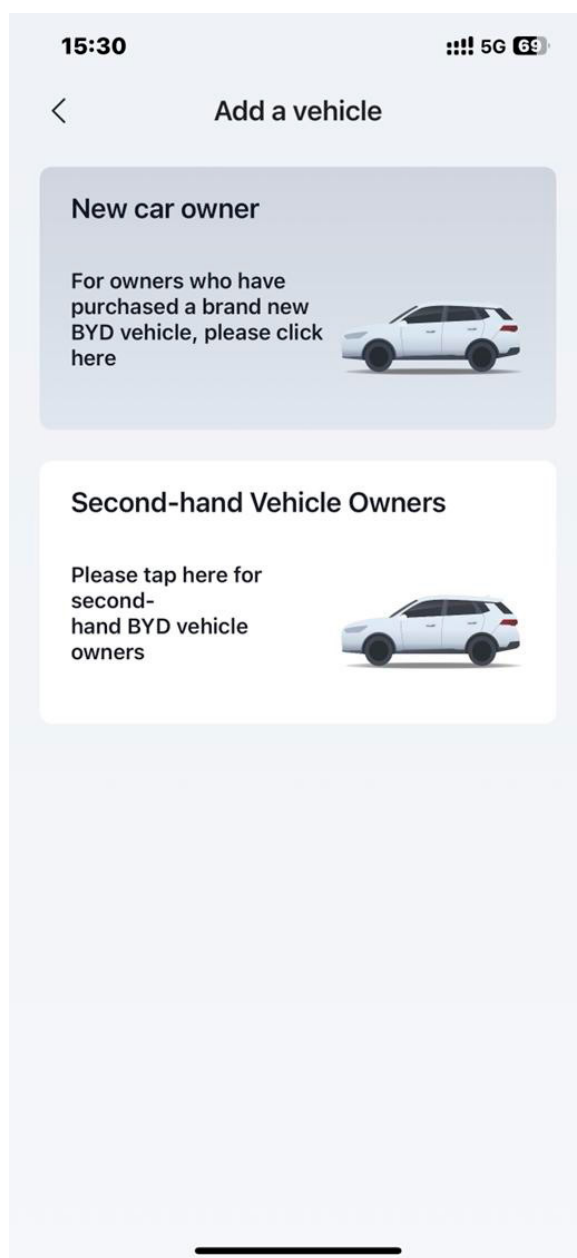 15:30
5G 69
Add a vehicle
New car owner
For owners who have
purchased a brand new
BYD vehicle, please click
here
Second-hand Vehicle Owners
Please tap here for
second-
hand BYD vehicle
owners